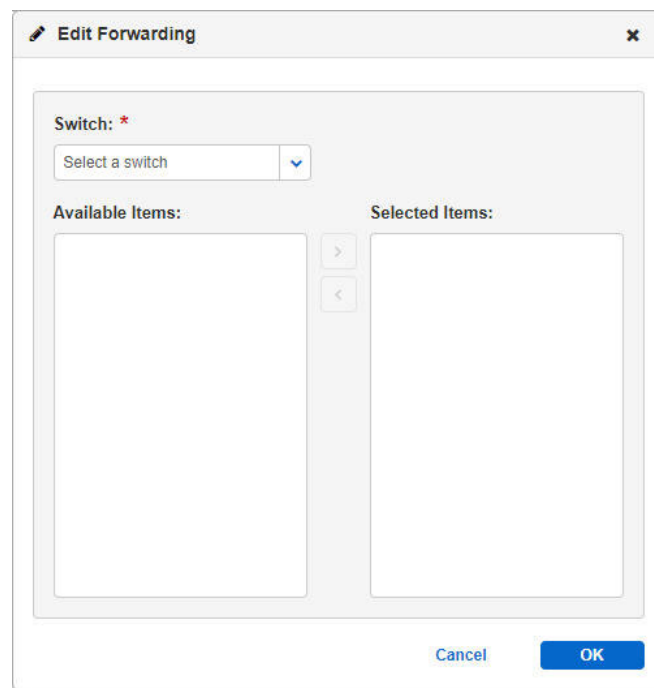 Edit Forwarding
Switch: *
Select a switch
Available Items: Selected Items:
Cancel OK